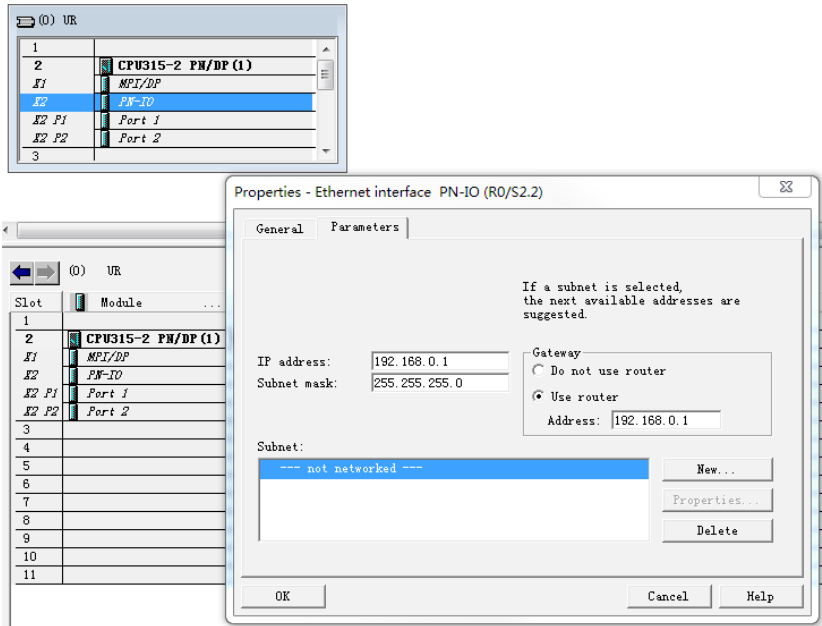 (0) UR
1
2 CPU315-2 PN/DP(1)
X1 MPI/DP
X2 PN-IO
X2 P1 Port 1
X2 P2 Port 2
3
Properties - Ethernet interface PN-IO (R0/S2.2)
General Parameters
If a subnet is selected,
the next available addresses are
suggested.
IP address: 192.168.0.1
Subnet mask: 255.255.255.0
Gateway
Do not use router
Use router
Address: 192.168.0.1
Subnet:
--- not networked ---
New...
Properties...
Delete
OK Cancel Help
(0) UR
Slot Module ...
1
2 CPU315-2 PN/DP(1)
X1 MPI/DP
X2 PN-IO
X2 P1 Port 1
X2 P2 Port 2
3
4
5
6
7
8
9
10
11